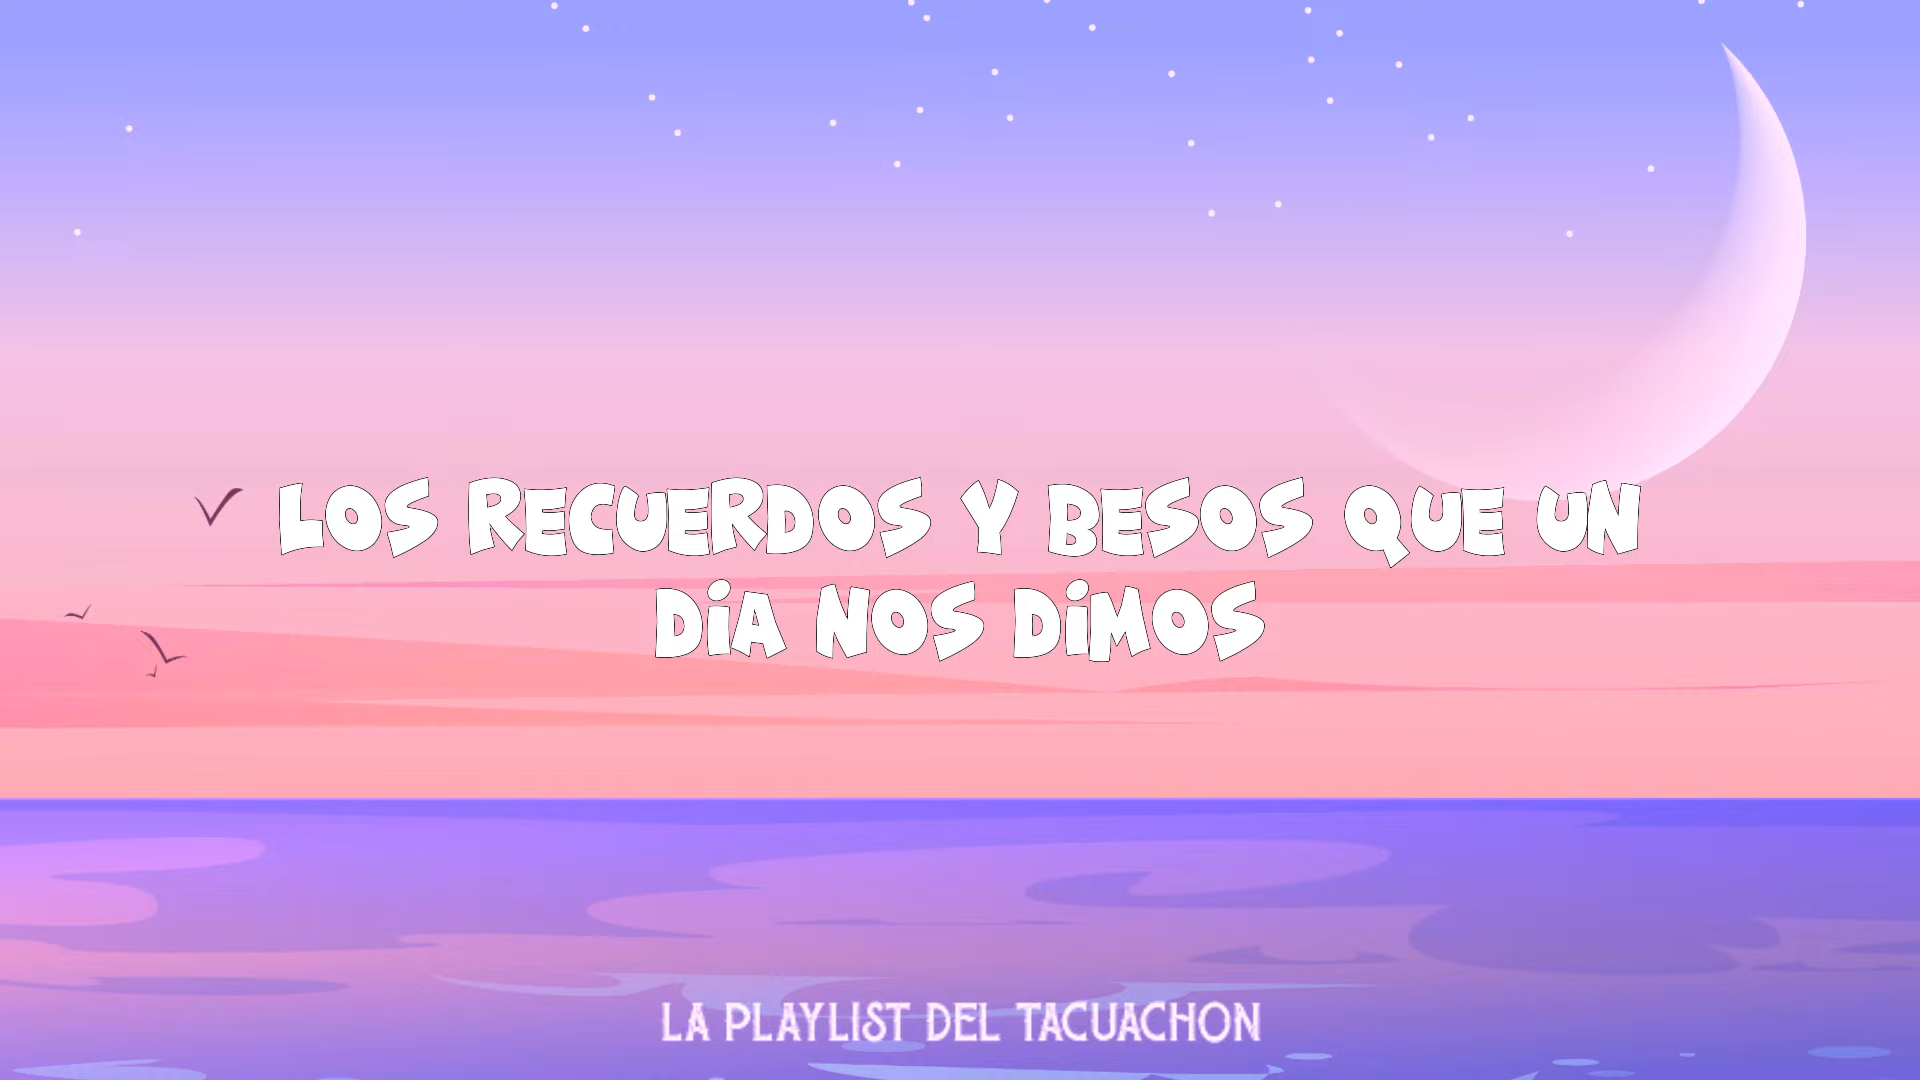 LOS RECUERDOS Y BESOS QUE UN
DiA NOS DiMOS
LA PLAYLIST DEL TACUACHON